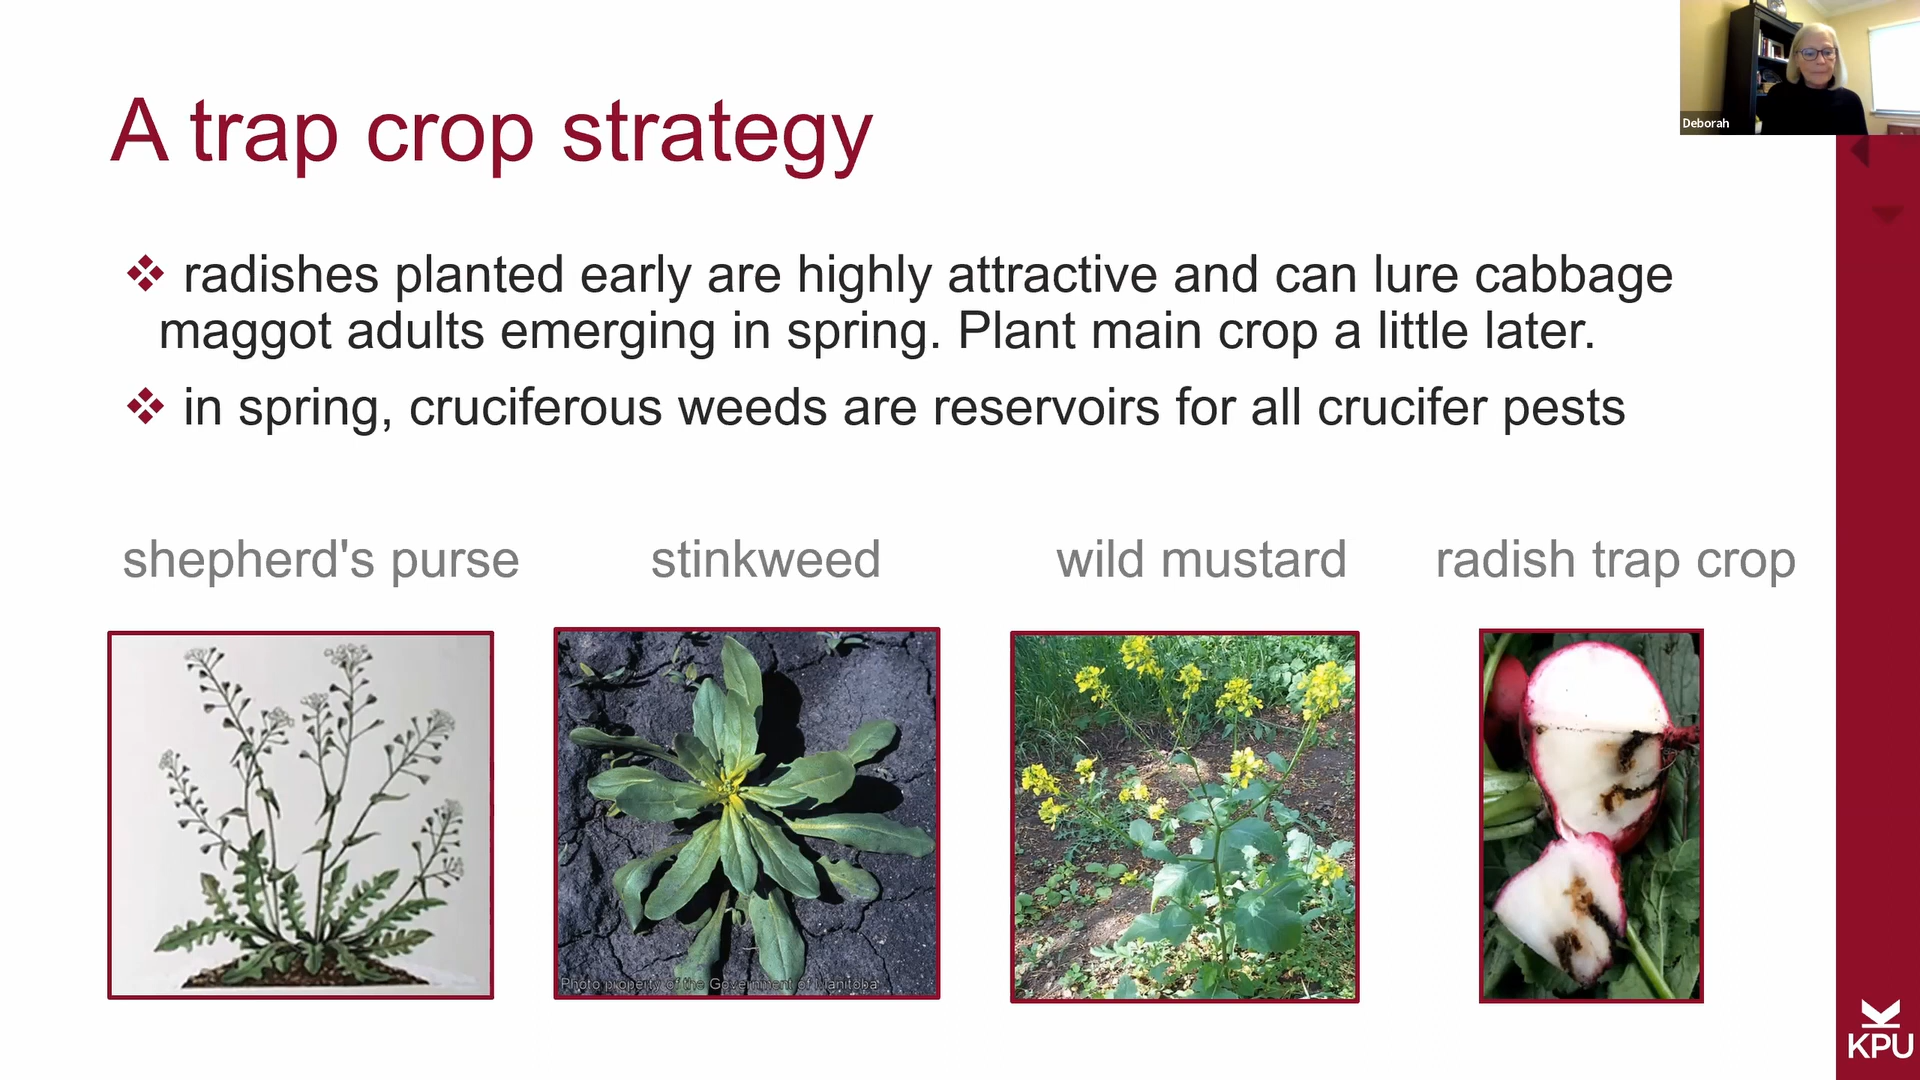 Deborah
A trap crop strategy
❖ radishes planted early are highly attractive and can lure cabbage
maggot adults emerging in spring. Plant main crop a little later.
❖ in spring, cruciferous weeds are reservoirs for all crucifer pests
shepherd's purse
stinkweed
wild mustard
radish trap crop
Photo property of the Government of Manitoba
KPU